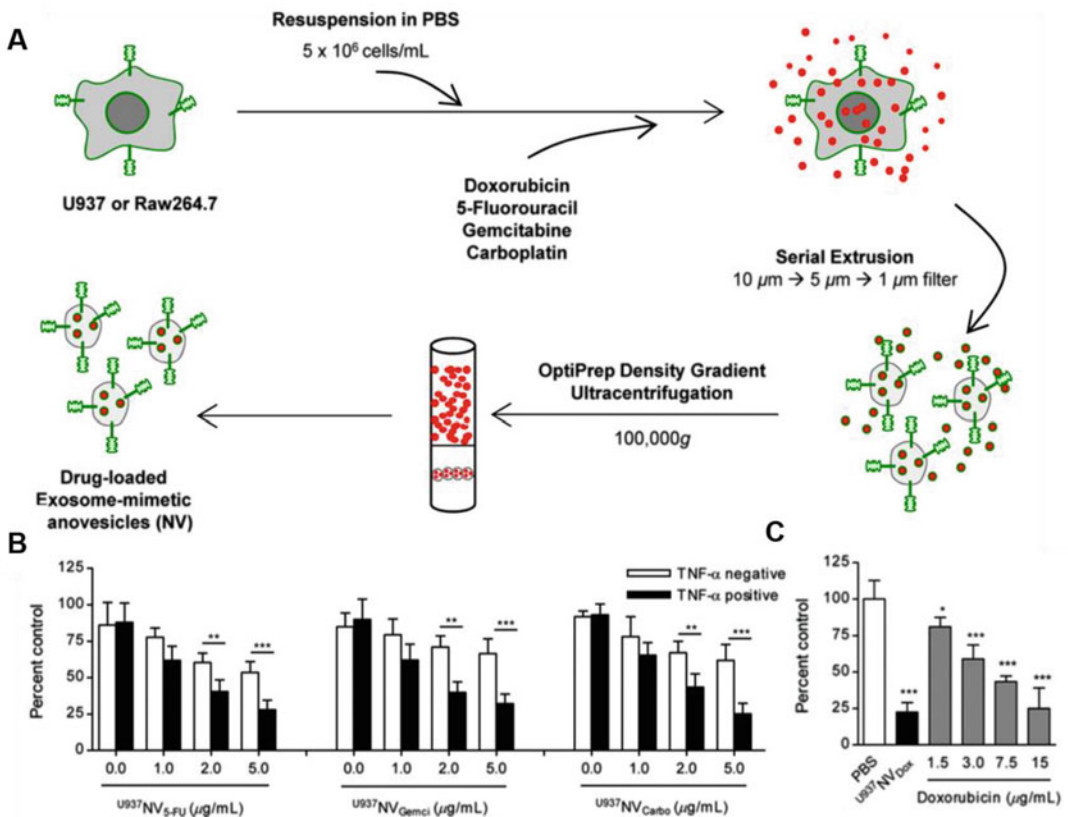 A
Resuspension in PBS
5 x 10⁶ cells/mL
U937 or Raw264.7
Doxorubicin
5-Fluorouracil
Gemcitabine
Carboplatin
Serial Extrusion
10 µm → 5 µm → 1 µm filter
OptiPrep Density Gradient
Ultracentrifugation
100,000g
Drug-loaded
Exosome-mimetic
anovesicles (NV)
B
Percent control
125
100
75
50
25
0
TNF-α negative
TNF-α positive
** *** ** *** ** ***
0.0 1.0 2.0 5.0 0.0 1.0 2.0 5.0 0.0 1.0 2.0 5.0
U937NV5-FU (µg/mL) U937NVGemci (µg/mL) U937NVCarbo (µg/mL)
C
Percent control
125
100
75
50
25
0
*** * *** *** ***
PBS U937NVDox 1.5 3.0 7.5 15
Doxorubicin (µg/mL)